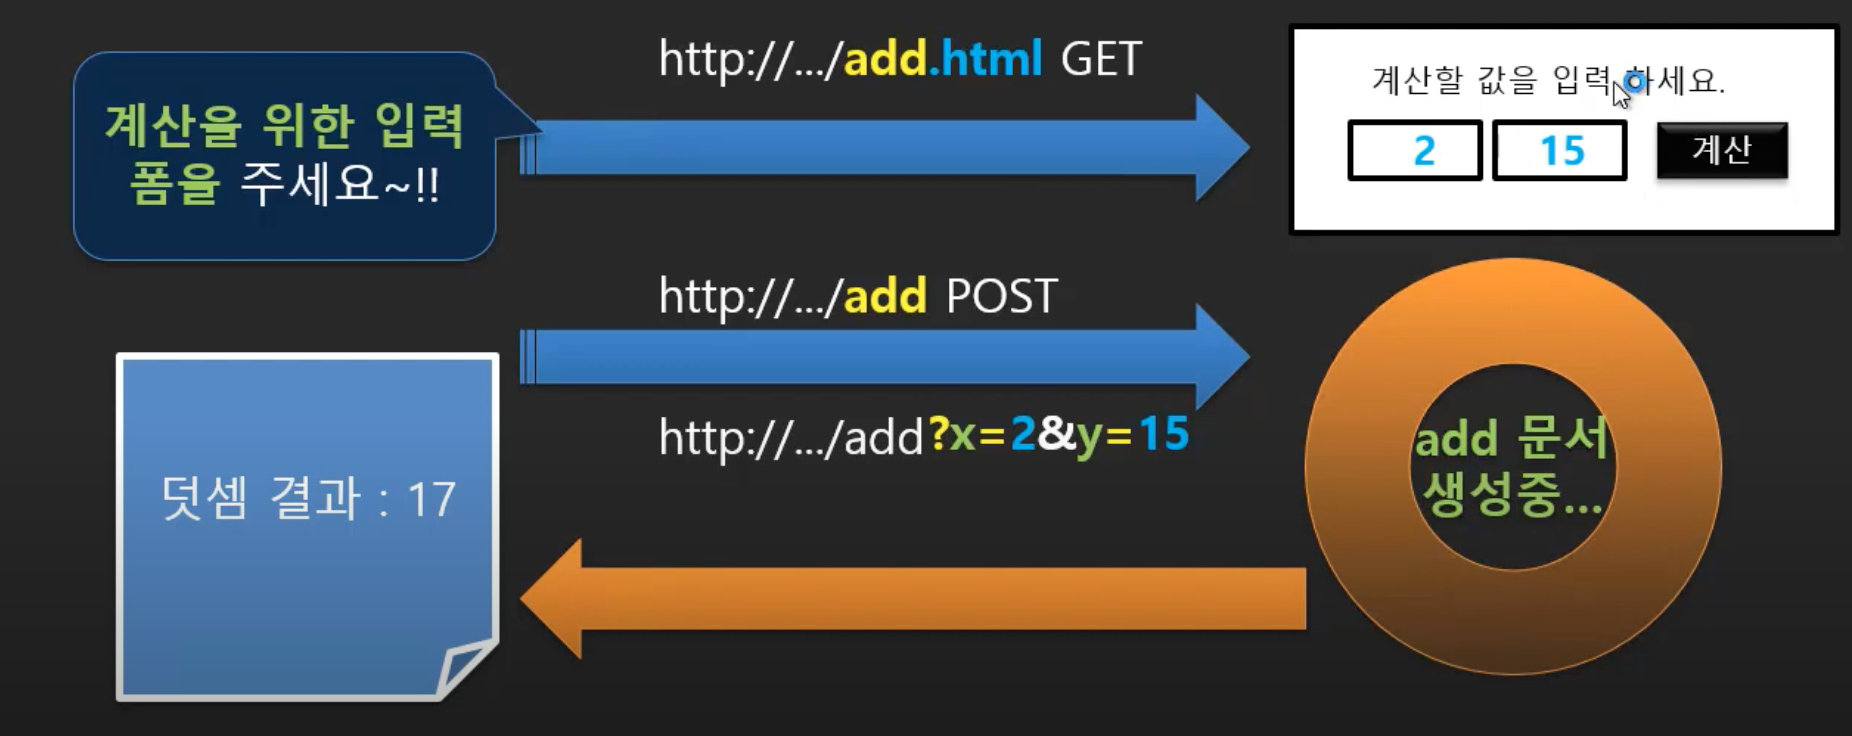 http://.../add.html GET
계산을 위한 입력
폼을 주세요~!!
계산할 값을 입력 하세요.
2 15 계산
http://.../add POST
http://.../add?x=2&y=15
add 문서
생성중...
덧셈 결과 : 17